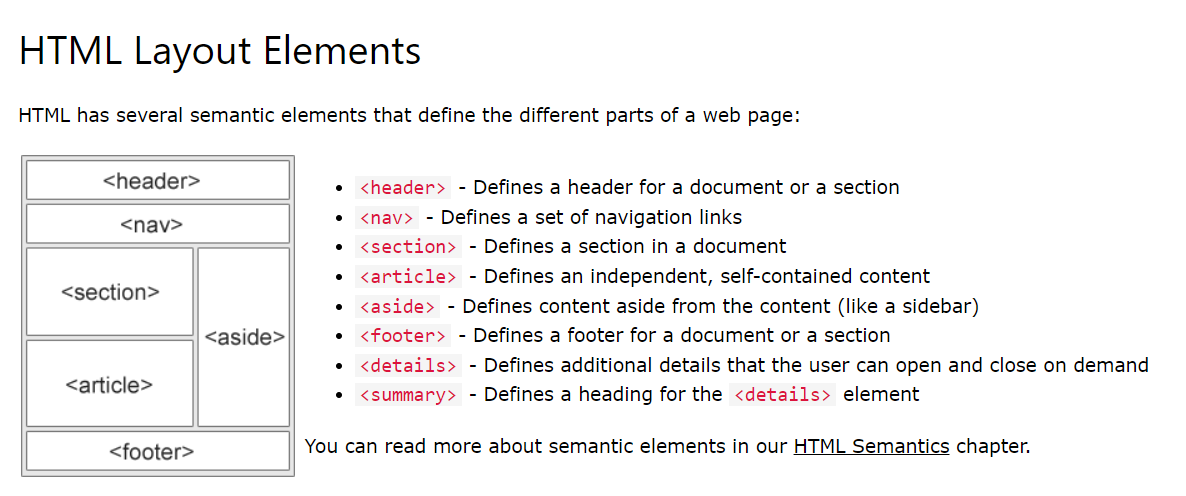 HTML Layout Elements
HTML has several semantic elements that define the different parts of a web page:
<header>
<nav>
<section>
<aside>
<article>
<footer>
<header> - Defines a header for a document or a section
<nav> - Defines a set of navigation links
<section> - Defines a section in a document
<article> - Defines an independent, self-contained content
<aside> - Defines content aside from the content (like a sidebar)
<footer> - Defines a footer for a document or a section
<details> - Defines additional details that the user can open and close on demand
<summary> - Defines a heading for the <details> element
You can read more about semantic elements in our HTML Semantics chapter.